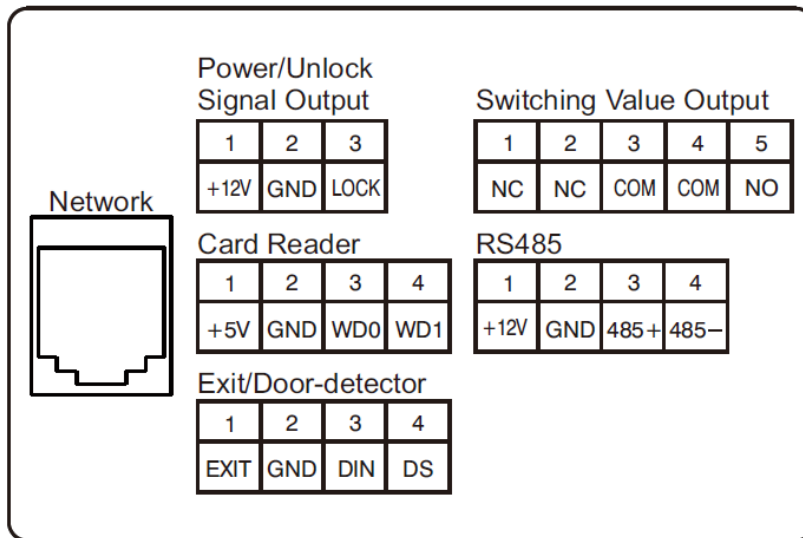 Power/Unlock
Signal Output
1 2 3
+12V GND LOCK
Switching Value Output
1 2 3 4 5
NC NC COM COM NO
Network
Card Reader
1 2 3 4
+5V GND WD0 WD1
RS485
1 2 3 4
+12V GND 485+ 485−
Exit/Door-detector
1 2 3 4
EXIT GND DIN DS